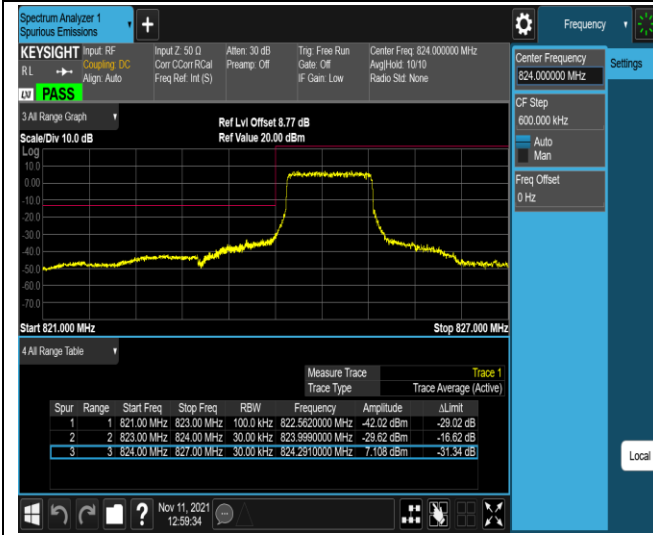 Spectrum Analyzer 1
Spurious Emissions
+
Frequency
KEYSIGHT
RL
LXI
PASS
Input: RF
Coupling: DC
Align: Auto
Input Z: 50 Ω
Corr CCorr RCal
Freq Ref: Int (S)
Atten: 30 dB
Preamp: Off
Trig: Free Run
Gate: Off
IF Gain: Low
Center Freq: 824.000000 MHz
Avg|Hold: 10/10
Radio Std: None
Center Frequency
824.000000 MHz
Settings
CF Step
600.000 kHz
Auto
Man
Freq Offset
0 Hz
3 All Range Graph
Scale/Div 10.0 dB
Ref Lvl Offset 8.77 dB
Ref Value 20.00 dBm
Log
10.0
0.00
-10.0
-20.0
-30.0
-40.0
-50.0
-60.0
-70.0
Start 821.000 MHz
Stop 827.000 MHz
4 All Range Table
Measure Trace Trace 1
Trace Type Trace Average (Active)
Spur Range Start Freq Stop Freq RBW Frequency Amplitude ΔLimit
1 1 821.00 MHz 823.00 MHz 100.0 kHz 822.5620000 MHz -42.02 dBm -29.02 dB
2 2 823.00 MHz 824.00 MHz 30.00 kHz 823.9990000 MHz -29.62 dBm -16.62 dB
3 3 824.00 MHz 827.00 MHz 30.00 kHz 824.2910000 MHz 7.108 dBm -31.34 dB
Local
?
Nov 11, 2021
12:59:34